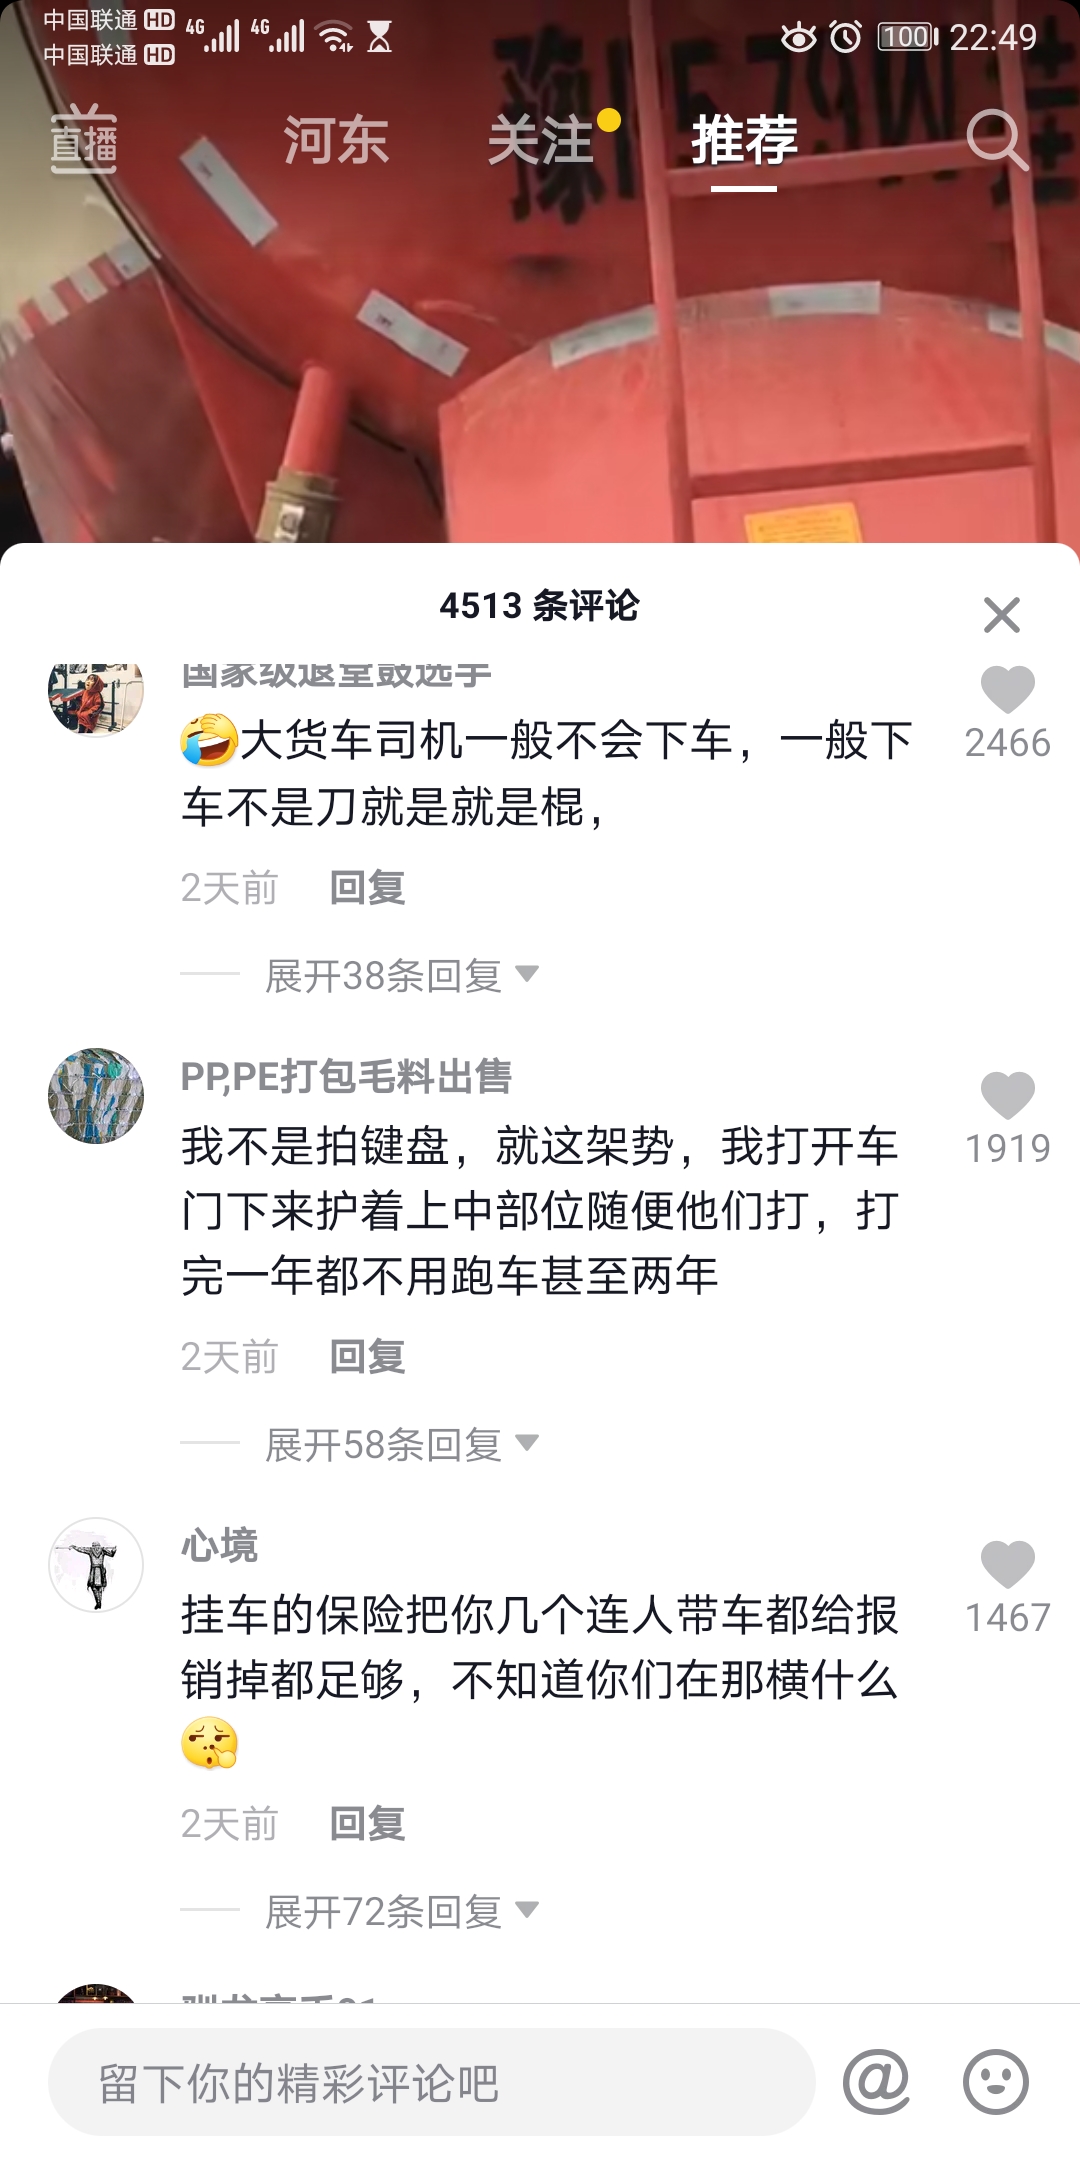 中国联通 HD 4G 4G 100 22:49
中国联通 HD
直播 河东 关注 推荐
4513 条评论
国家级退堂鼓选手
大货车司机一般不会下车，一般下
车不是刀就是就是棍，
2466
2天前 回复
展开38条回复
PP,PE打包毛料出售
我不是拍键盘，就这架势，我打开车
门下来护着上中部位随便他们打，打
完一年都不用跑车甚至两年
1919
2天前 回复
展开58条回复
心境
挂车的保险把你几个连人带车都给报
销掉都足够，不知道你们在那横什么
1467
2天前 回复
展开72条回复
留下你的精彩评论吧